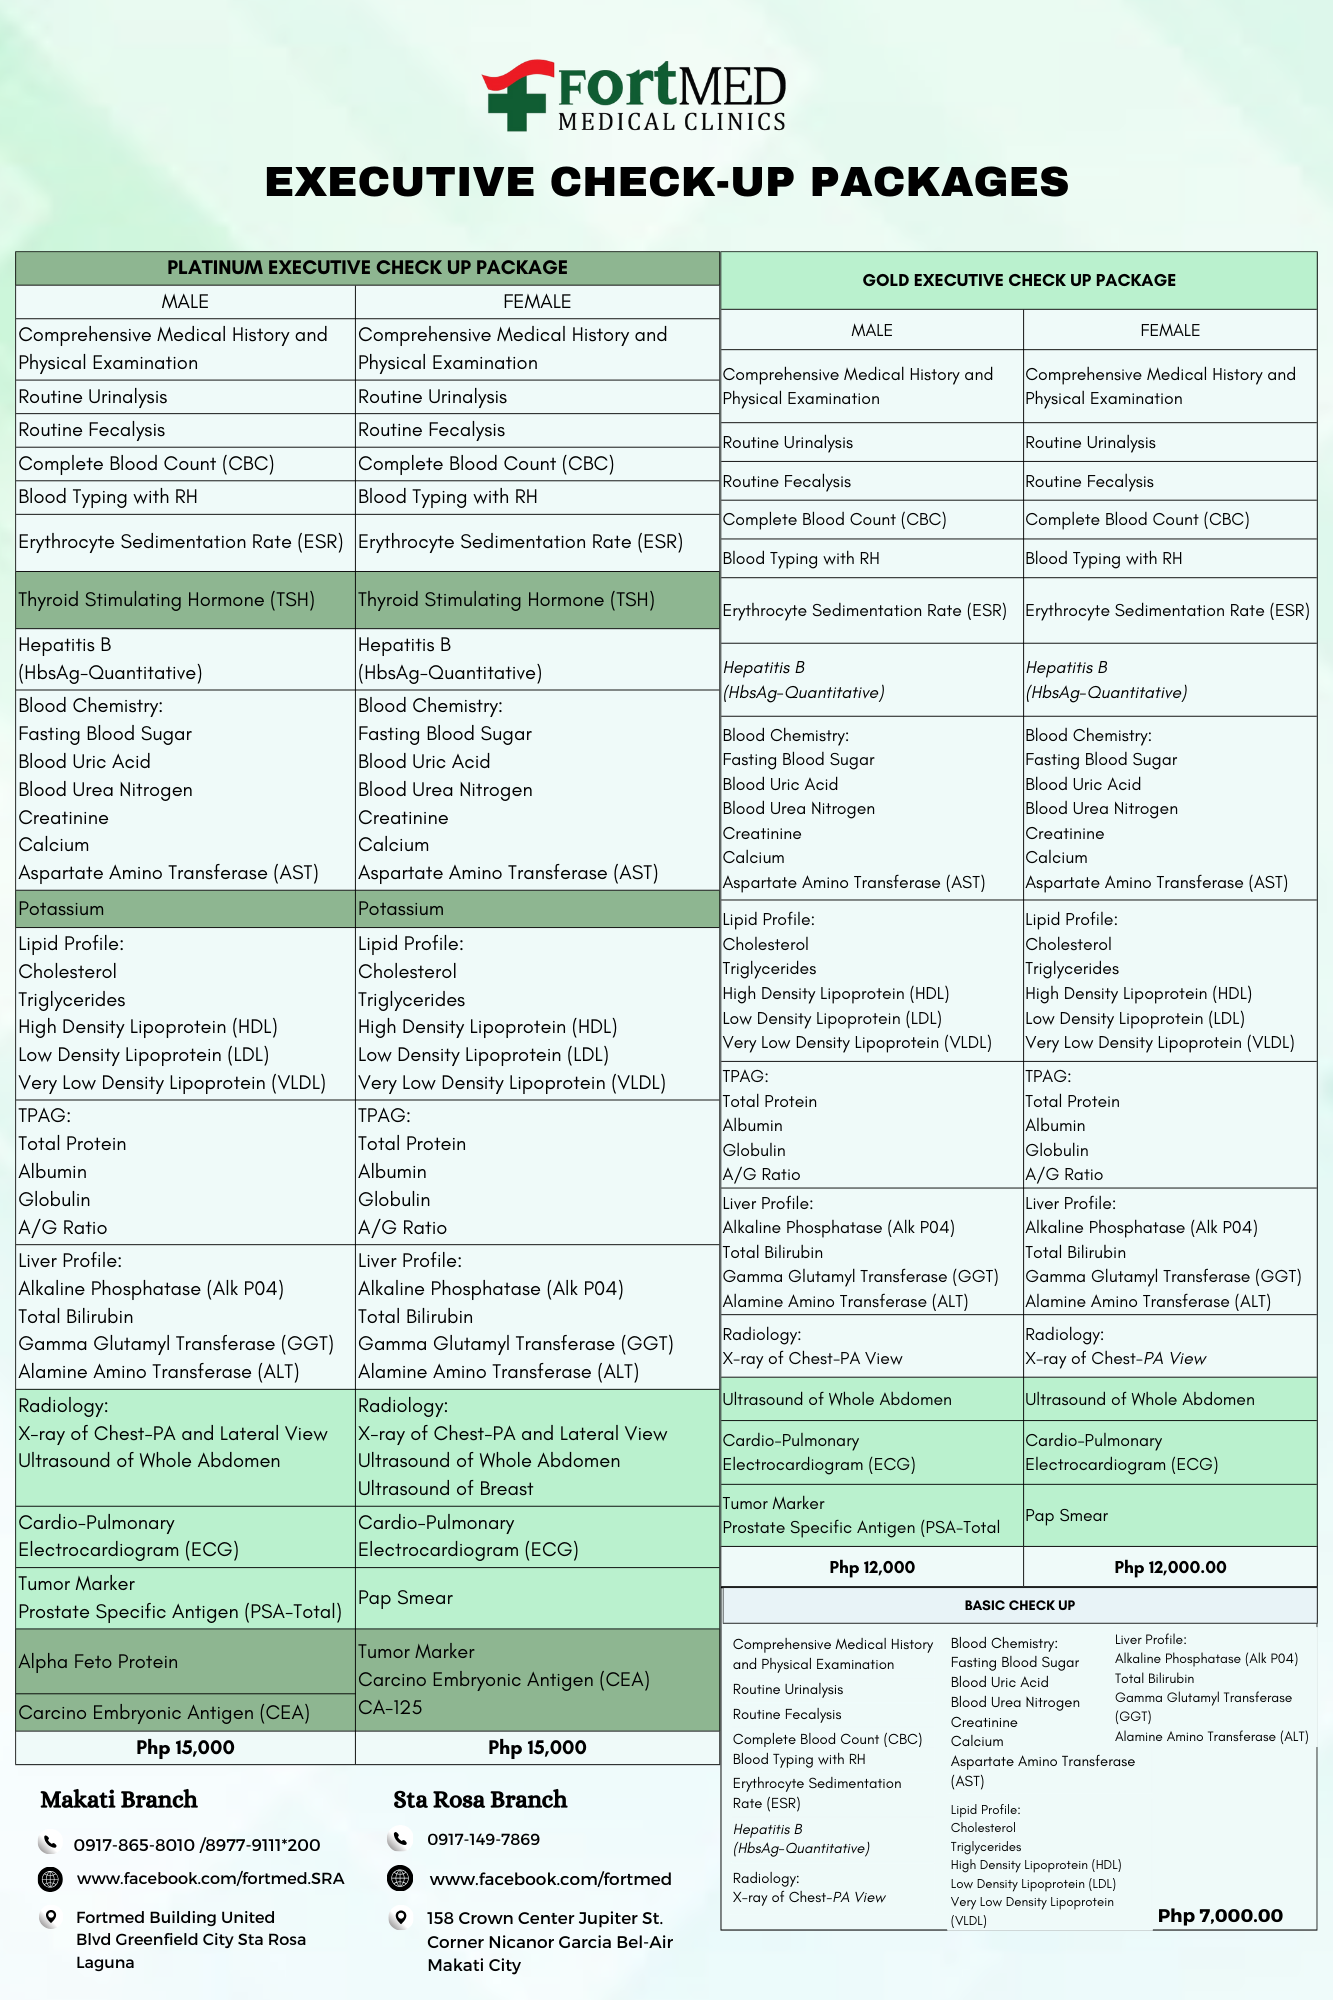 FortMED
MEDICAL CLINICS
EXECUTIVE CHECK-UP PACKAGES
PLATINUM EXECUTIVE CHECK UP PACKAGE
MALE
FEMALE
Comprehensive Medical History and
Physical Examination
Comprehensive Medical History and
Physical Examination
Routine Urinalysis
Routine Urinalysis
Routine Fecalysis
Routine Fecalysis
Complete Blood Count (CBC)
Complete Blood Count (CBC)
Blood Typing with RH
Blood Typing with RH
Erythrocyte Sedimentation Rate (ESR)
Erythrocyte Sedimentation Rate (ESR)
Thyroid Stimulating Hormone (TSH)
Thyroid Stimulating Hormone (TSH)
Hepatitis B
(HbsAg-Quantitative)
Hepatitis B
(HbsAg-Quantitative)
Blood Chemistry:
Fasting Blood Sugar
Blood Uric Acid
Blood Urea Nitrogen
Creatinine
Calcium
Aspartate Amino Transferase (AST)
Blood Chemistry:
Fasting Blood Sugar
Blood Uric Acid
Blood Urea Nitrogen
Creatinine
Calcium
Aspartate Amino Transferase (AST)
Potassium
Potassium
Lipid Profile:
Cholesterol
Triglycerides
High Density Lipoprotein (HDL)
Low Density Lipoprotein (LDL)
Very Low Density Lipoprotein (VLDL)
Lipid Profile:
Cholesterol
Triglycerides
High Density Lipoprotein (HDL)
Low Density Lipoprotein (LDL)
Very Low Density Lipoprotein (VLDL)
TPAG:
Total Protein
Albumin
Globulin
A/G Ratio
TPAG:
Total Protein
Albumin
Globulin
A/G Ratio
Liver Profile:
Alkaline Phosphatase (Alk P04)
Total Bilirubin
Gamma Glutamyl Transferase (GGT)
Alamine Amino Transferase (ALT)
Liver Profile:
Alkaline Phosphatase (Alk P04)
Total Bilirubin
Gamma Glutamyl Transferase (GGT)
Alamine Amino Transferase (ALT)
Radiology:
X-ray of Chest-PA and Lateral View
Ultrasound of Whole Abdomen
Radiology:
X-ray of Chest-PA and Lateral View
Ultrasound of Whole Abdomen
Ultrasound of Breast
Cardio-Pulmonary
Electrocardiogram (ECG)
Cardio-Pulmonary
Electrocardiogram (ECG)
Tumor Marker
Prostate Specific Antigen (PSA-Total)
Pap Smear
Alpha Feto Protein
Carcino Embryonic Antigen (CEA)
Tumor Marker
Carcino Embryonic Antigen (CEA)
CA-125
Php 15,000
Php 15,000
GOLD EXECUTIVE CHECK UP PACKAGE
MALE
FEMALE
Comprehensive Medical History and
Physical Examination
Comprehensive Medical History and
Physical Examination
Routine Urinalysis
Routine Urinalysis
Routine Fecalysis
Routine Fecalysis
Complete Blood Count (CBC)
Complete Blood Count (CBC)
Blood Typing with RH
Blood Typing with RH
Erythrocyte Sedimentation Rate (ESR)
Erythrocyte Sedimentation Rate (ESR)
Hepatitis B
(HbsAg-Quantitative)
Hepatitis B
(HbsAg-Quantitative)
Blood Chemistry:
Fasting Blood Sugar
Blood Uric Acid
Blood Urea Nitrogen
Creatinine
Calcium
Aspartate Amino Transferase (AST)
Blood Chemistry:
Fasting Blood Sugar
Blood Uric Acid
Blood Urea Nitrogen
Creatinine
Calcium
Aspartate Amino Transferase (AST)
Lipid Profile:
Cholesterol
Triglycerides
High Density Lipoprotein (HDL)
Low Density Lipoprotein (LDL)
Very Low Density Lipoprotein (VLDL)
Lipid Profile:
Cholesterol
Triglycerides
High Density Lipoprotein (HDL)
Low Density Lipoprotein (LDL)
Very Low Density Lipoprotein (VLDL)
TPAG:
Total Protein
Albumin
Globulin
A/G Ratio
TPAG:
Total Protein
Albumin
Globulin
A/G Ratio
Liver Profile:
Alkaline Phosphatase (Alk P04)
Total Bilirubin
Gamma Glutamyl Transferase (GGT)
Alamine Amino Transferase (ALT)
Liver Profile:
Alkaline Phosphatase (Alk P04)
Total Bilirubin
Gamma Glutamyl Transferase (GGT)
Alamine Amino Transferase (ALT)
Radiology:
X-ray of Chest-PA View
Radiology:
X-ray of Chest-PA View
Ultrasound of Whole Abdomen
Ultrasound of Whole Abdomen
Cardio-Pulmonary
Electrocardiogram (ECG)
Cardio-Pulmonary
Electrocardiogram (ECG)
Tumor Marker
Prostate Specific Antigen (PSA-Total
Pap Smear
Php 12,000
Php 12,000.00
BASIC CHECK UP
Comprehensive Medical History
and Physical Examination
Routine Urinalysis
Routine Fecalysis
Complete Blood Count (CBC)
Blood Typing with RH
Erythrocyte Sedimentation
Rate (ESR)
Hepatitis B
(HbsAg-Quantitative)
Radiology:
X-ray of Chest-PA View
Blood Chemistry:
Fasting Blood Sugar
Blood Uric Acid
Blood Urea Nitrogen
Creatinine
Calcium
Aspartate Amino Transferase
(AST)
Lipid Profile:
Cholesterol
Triglycerides
High Density Lipoprotein (HDL)
Low Density Lipoprotein (LDL)
Very Low Density Lipoprotein
(VLDL)
Liver Profile:
Alkaline Phosphatase (Alk P04)
Total Bilirubin
Gamma Glutamyl Transferase
(GGT)
Alamine Amino Transferase (ALT)
Php 7,000.00
Makati Branch
0917-865-8010 /8977-9111*200
www.facebook.com/fortmed.SRA
Fortmed Building United
Blvd Greenfield City Sta Rosa
Laguna
Sta Rosa Branch
0917-149-7869
www.facebook.com/fortmed
158 Crown Center Jupiter St.
Corner Nicanor Garcia Bel-Air
Makati City